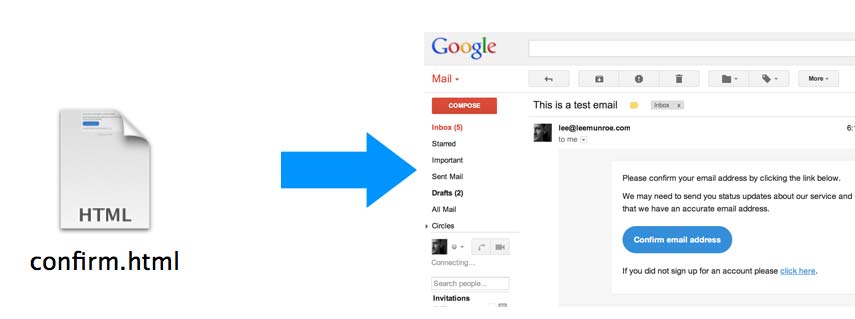 HTML
confirm.html
Google
Mail
More
COMPOSE
This is a test email
Inbox x
Inbox (5)
lee@leemunroe.com
to me
Starred
Important
Sent Mail
Drafts (2)
All Mail
Circles
Connecting...
Search people...
Invitations
Please confirm your email address by clicking the link below.
We may need to send you status updates about our service and
that we have an accurate email address.
Confirm email address
If you did not sign up for an account please click here.